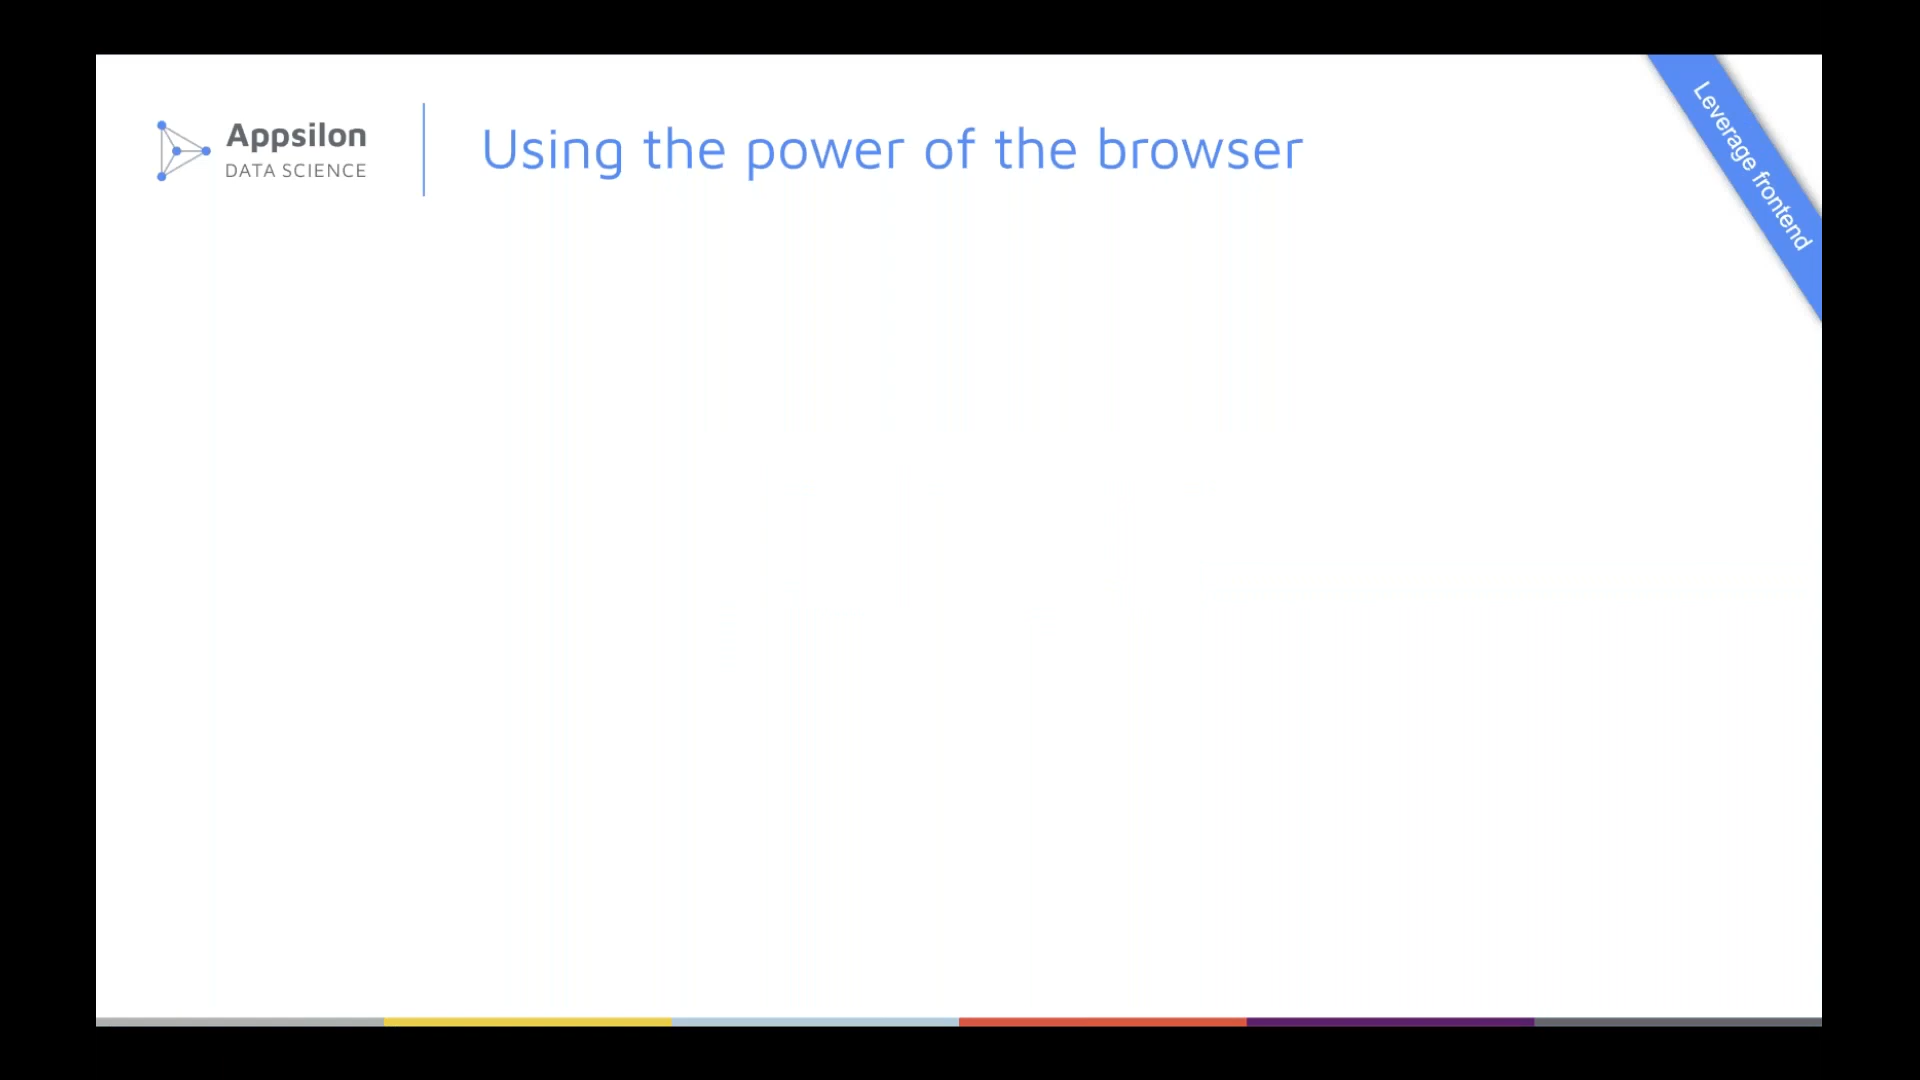 Appsilon
DATA SCIENCE
Using the power of the browser
Leverage frontend